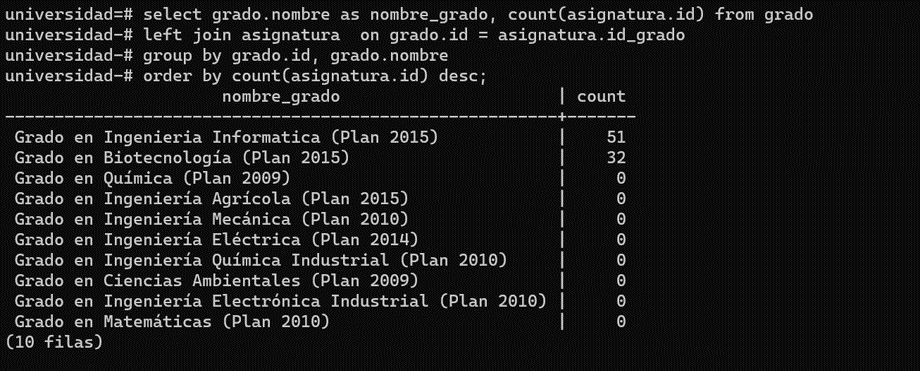 universidad=# select grado.nombre as nombre_grado, count(asignatura.id) from grado
universidad-# left join asignatura  on grado.id = asignatura.id_grado
universidad-# group by grado.id, grado.nombre
universidad-# order by count(asignatura.id) desc;
                      nombre_grado                      | count
--------------------------------------------------------+-------
 Grado en Ingenieria Informatica (Plan 2015)            |    51
 Grado en Biotecnología (Plan 2015)                     |    32
 Grado en Química (Plan 2009)                           |     0
 Grado en Ingeniería Agrícola (Plan 2015)               |     0
 Grado en Ingeniería Mecánica (Plan 2010)               |     0
 Grado en Ingeniería Eléctrica (Plan 2014)              |     0
 Grado en Ingeniería Química Industrial (Plan 2010)     |     0
 Grado en Ciencias Ambientales (Plan 2009)              |     0
 Grado en Ingeniería Electrónica Industrial (Plan 2010) |     0
 Grado en Matemáticas (Plan 2010)                       |     0
(10 filas)